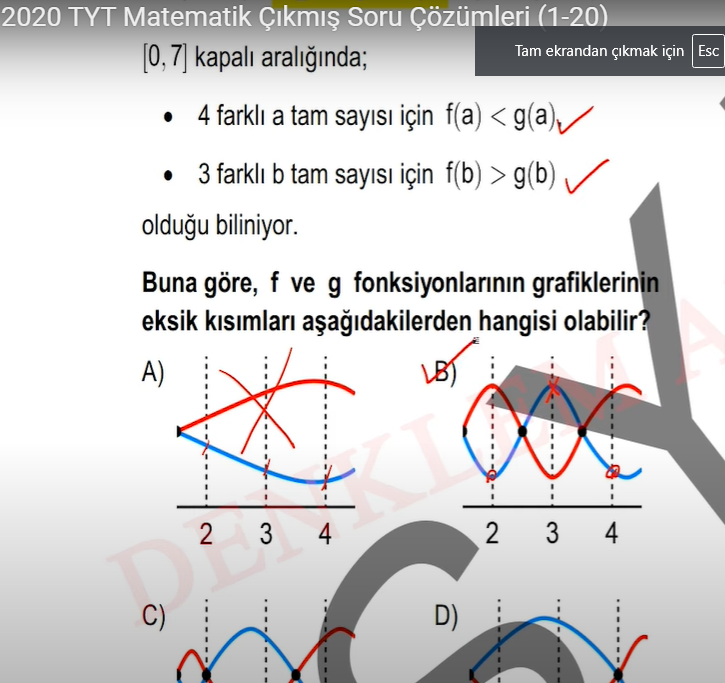 2020 TYT Matematik Çıkmış Soru Çözümleri (1-20)
Tam ekrandan çıkmak için Esc
[0, 7] kapalı aralığında;
• 4 farklı a tam sayısı için f(a) < g(a),
• 3 farklı b tam sayısı için f(b) > g(b)
olduğu biliniyor.
Buna göre, f ve g fonksiyonlarının grafiklerinin
eksik kısımları aşağıdakilerden hangisi olabilir?
A) B)
2 3 4 2 3 4
C) D)
DENKLEM